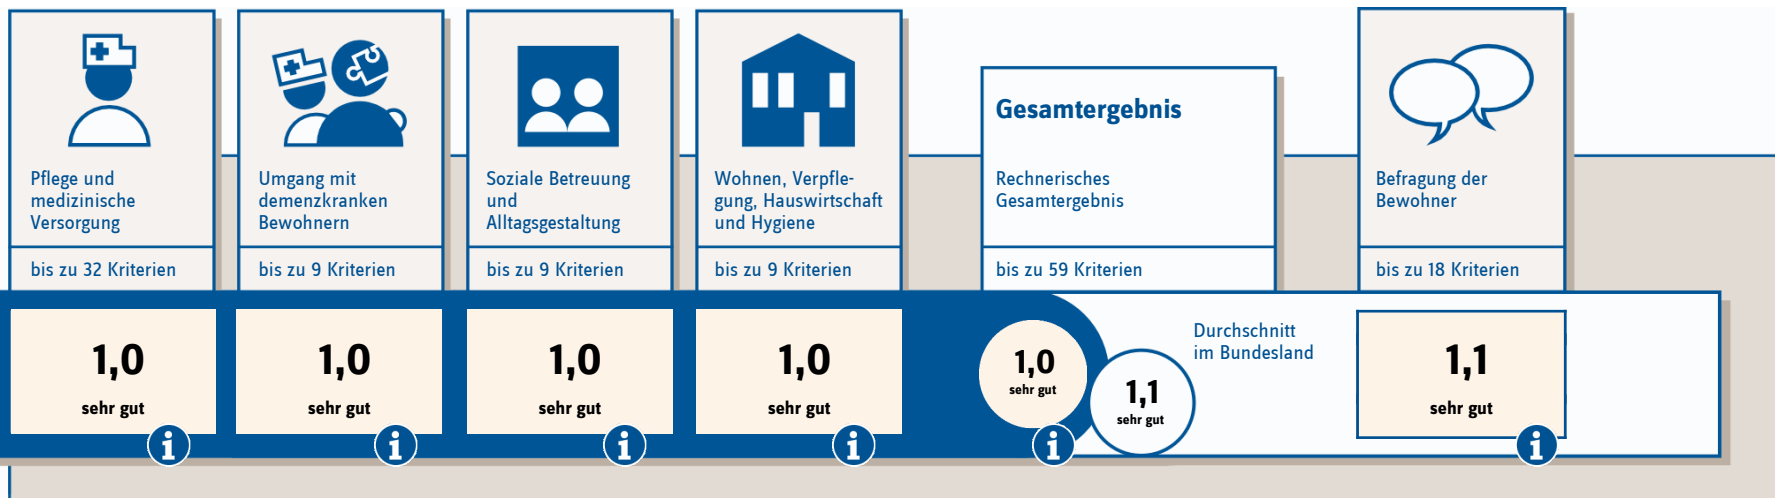 Pflege und
medizinische
Versorgung
bis zu 32 Kriterien
1,0
sehr gut
i
Umgang mit
demenzkranken
Bewohnern
bis zu 9 Kriterien
1,0
sehr gut
i
Soziale Betreuung
und
Alltagsgestaltung
bis zu 9 Kriterien
1,0
sehr gut
i
Wohnen, Verpfle-
gung, Hauswirtschaft
und Hygiene
bis zu 9 Kriterien
1,0
sehr gut
i
Gesamtergebnis
Rechnerisches
Gesamtergebnis
bis zu 59 Kriterien
1,0
sehr gut
i
1,1
sehr gut
Durchschnitt
im Bundesland
Befragung der
Bewohner
bis zu 18 Kriterien
1,1
sehr gut
i